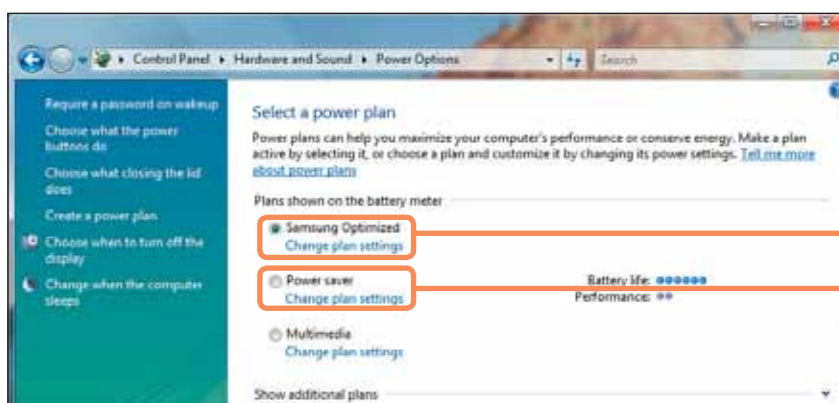 Control Panel ▸ Hardware and Sound ▸ Power Options
Search
Require a password on wakeup
Choose what the power
buttons do
Choose what closing the lid
does
Create a power plan
Choose when to turn off the
display
Change when the computer
sleeps
Select a power plan
Power plans can help you maximize your computer's performance or conserve energy. Make a plan
active by selecting it, or choose a plan and customize it by changing its power settings. Tell me more
about power plans
Plans shown on the battery meter
Samsung Optimized
Change plan settings
Power saver
Battery life:
Change plan settings
Performance:
Multimedia
Change plan settings
Show additional plans